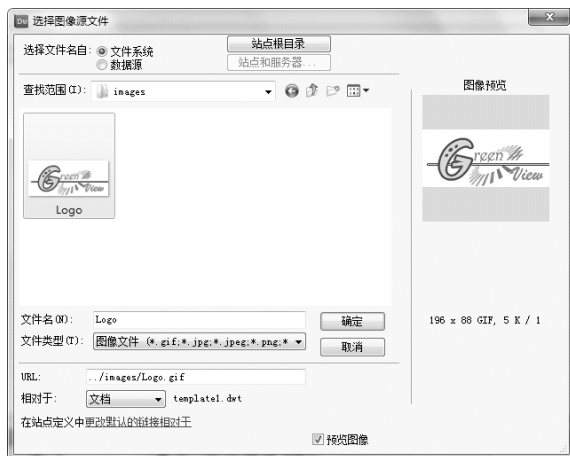 Dw 选择图像源文件
选择文件名自: 文件系统
数据源
站点根目录
站点和服务器...
查找范围(I): images
Green View
Logo
文件名(N): Logo
确定
文件类型(T): 图像文件 (*.gif;*.jpg;*.jpeg;*.png;*
取消
URL: ../images/Logo.gif
相对于: 文档 template1.dwt
在站点定义中更改默认的链接相对于
预览图像
图像预览
Green View
196 x 88 GIF, 5 K / 1